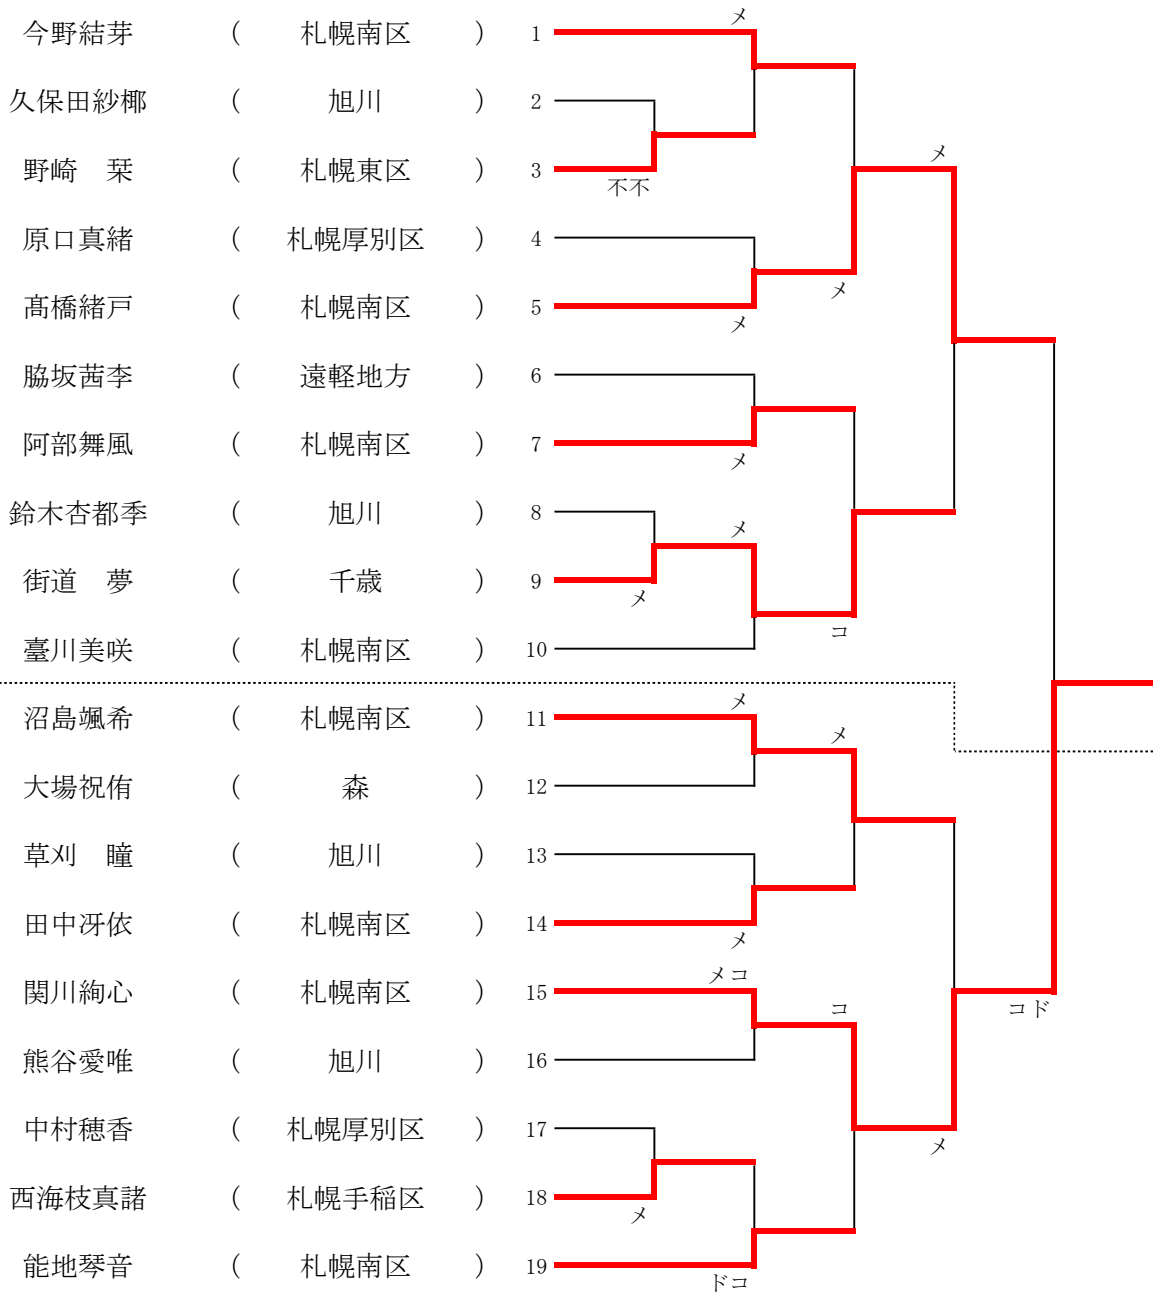 メ
今野結芽 ( 札幌南区 ) 1
久保田紗椰 ( 旭川 ) 2
メ
野崎　栞 ( 札幌東区 ) 3
不不
原口真緒 ( 札幌厚別区 ) 4
メ
髙橋緒戸 ( 札幌南区 ) 5
メ
脇坂茜李 ( 遠軽地方 ) 6
阿部舞風 ( 札幌南区 ) 7
メ
鈴木杏都季 ( 旭川 ) 8
メ
街道　夢 ( 千歳 ) 9
メ
コ
臺川美咲 ( 札幌南区 ) 10
メ
沼島颯希 ( 札幌南区 ) 11
メ
大場祝侑 ( 森 ) 12
草刈　瞳 ( 旭川 ) 13
田中冴依 ( 札幌南区 ) 14
メ
メコ
関川絢心 ( 札幌南区 ) 15
コ コド
熊谷愛唯 ( 旭川 ) 16
中村穂香 ( 札幌厚別区 ) 17
メ
西海枝真諸 ( 札幌手稲区 ) 18
メ
能地琴音 ( 札幌南区 ) 19
ドコ